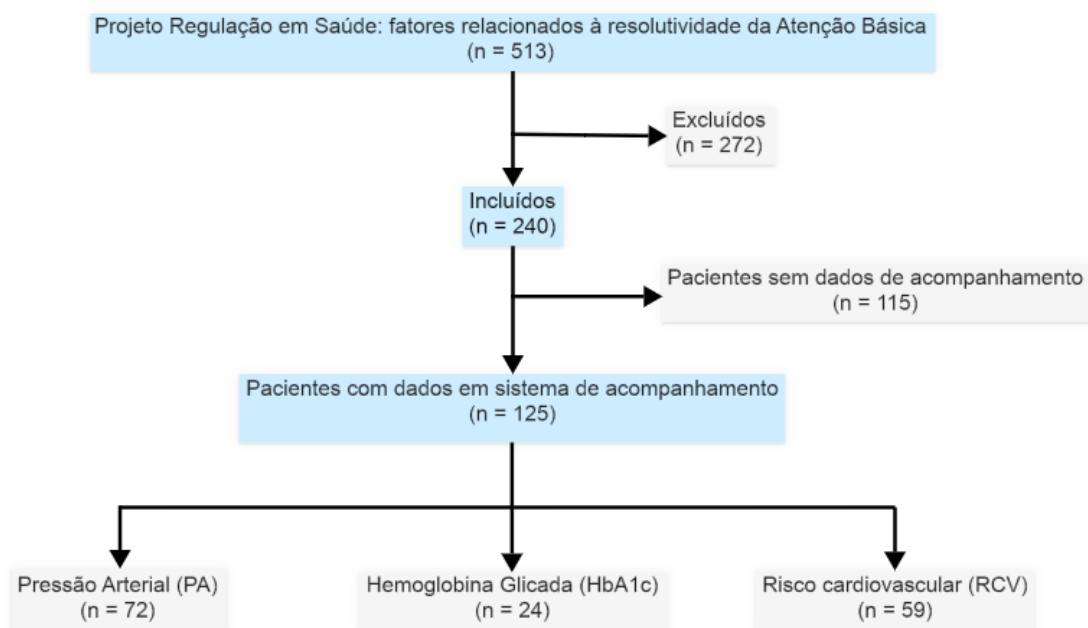 Projeto Regulação em Saúde: fatores relacionados à resolutividade da Atenção Básica
(n = 513)
Excluídos
(n = 272)
Incluídos
(n = 240)
Pacientes sem dados de acompanhamento
(n = 115)
Pacientes com dados em sistema de acompanhamento
(n = 125)
Pressão Arterial (PA)
(n = 72)
Hemoglobina Glicada (HbA1c)
(n = 24)
Risco cardiovascular (RCV)
(n = 59)